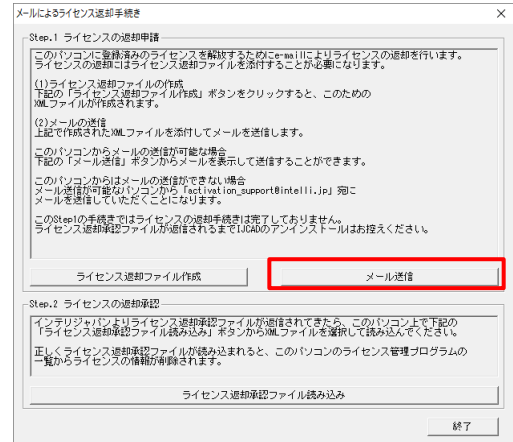 メールによるライセンス返却手続き
Step.1 ライセンスの返却申請
このパソコンに登録済みのライセンスを解放するためにe-mailによりライセンスの返却を行います。
ライセンスの返却にはライセンス返却ファイルを添付することが必要になります。
(1)ライセンス返却ファイルの作成
下記の「ライセンス返却ファイル作成」ボタンをクリックすると、このための
XMLファイルが作成されます。
(2)メールの送信
上記で作成されたXMLファイルを添付してメールを送信します。
このパソコンからメールの送信が可能な場合
下記の「メール送信」ボタンからメールを表示して送信することができます。
このパソコンからはメールの送信ができない場合
メール送信が可能なパソコンから「activation_support@intelli.jp」宛に
メールを送信していただくことになります。
このStep1の手続きではライセンスの返却手続きは完了しておりません。
ライセンス返却承認ファイルが返信されるまでIJCADのアンインストールはお控えください。
ライセンス返却ファイル作成
メール送信
Step.2 ライセンスの返却承認
インテリジャパンよりライセンス返却承認ファイルが返信されてきたら、このパソコン上で下記の
「ライセンス返却承認ファイル読み込み」ボタンからXMLファイルを選択して読込んでください。
正しくライセンス返却承認ファイルが読み込まれると、このパソコンのライセンス管理プログラムの
一覧からライセンスの情報が削除されます。
ライセンス返却承認ファイル読み込み
終了